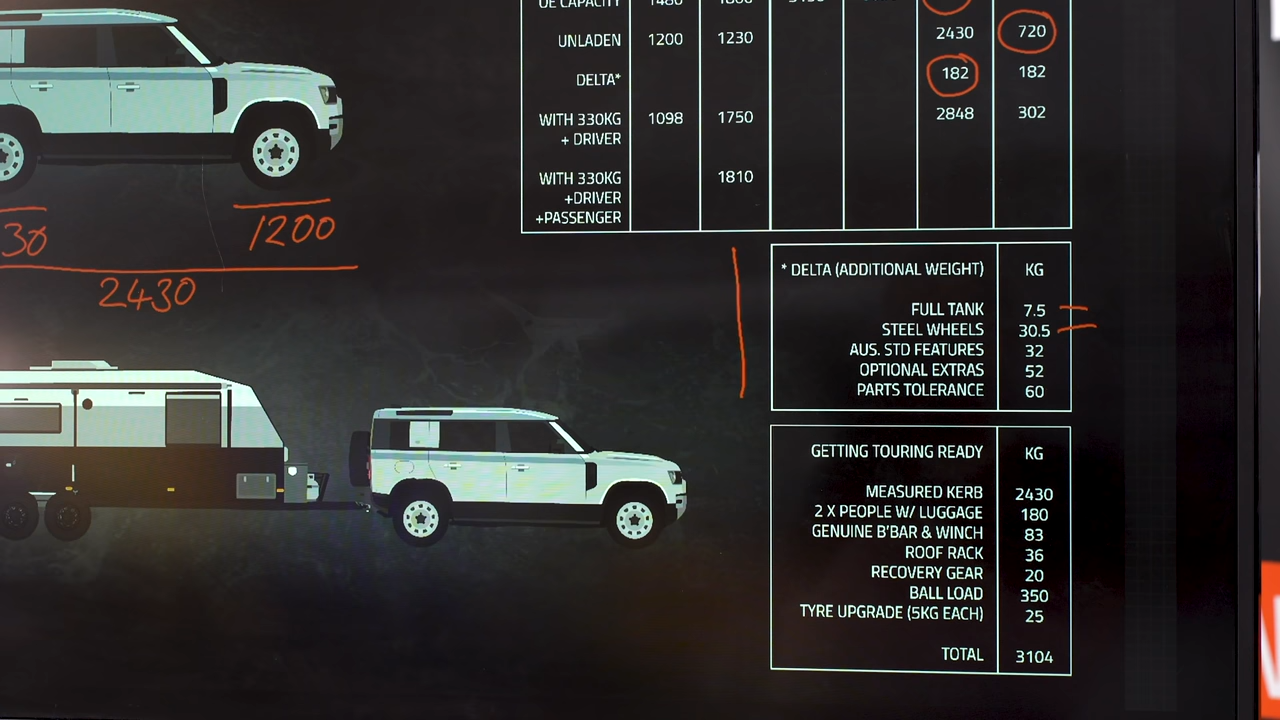 UNLADEN 1200 1230 2430 720
DELTA* 182 182
WITH 330KG 1098 1750 2848 302
+ DRIVER
WITH 330KG 1810
+DRIVER
+PASSENGER
30 1200
2430
* DELTA (ADDITIONAL WEIGHT) KG
FULL TANK 7.5
STEEL WHEELS 30.5
AUS. STD FEATURES 32
OPTIONAL EXTRAS 52
PARTS TOLERANCE 60
GETTING TOURING READY KG
MEASURED KERB 2430
2 X PEOPLE W/ LUGGAGE 180
GENUINE B'BAR & WINCH 83
ROOF RACK 36
RECOVERY GEAR 20
BALL LOAD 350
TYRE UPGRADE (5KG EACH) 25
TOTAL 3104